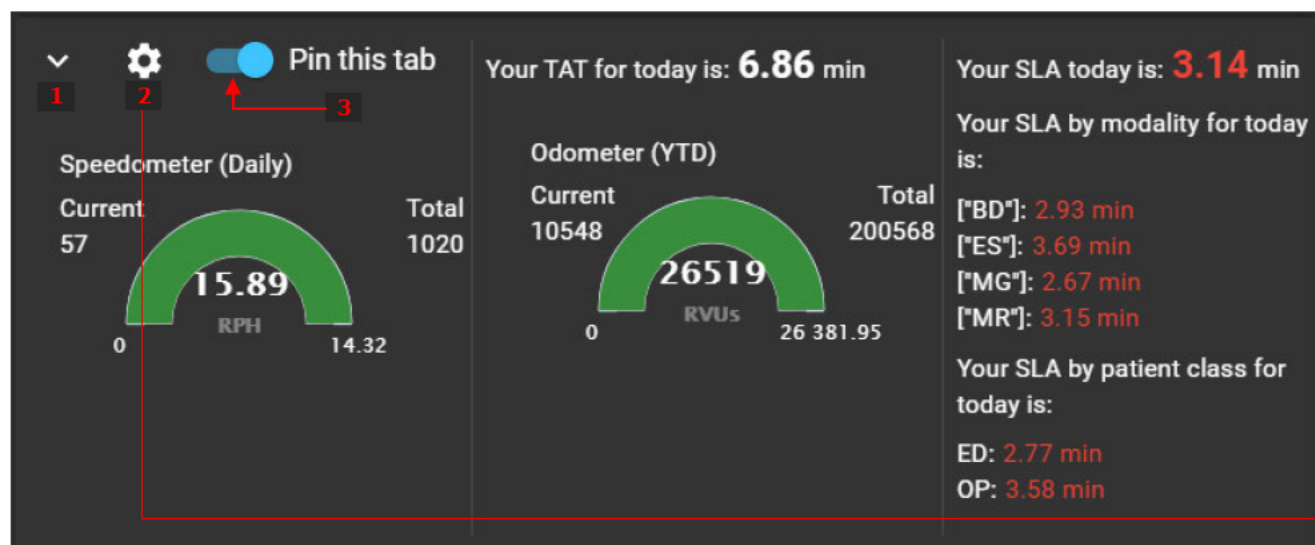 Pin this tab
1
2
3
Speedometer (Daily)
Current
57
Total
1020
15.89
RPH
0
14.32
Your TAT for today is: 6.86 min
Odometer (YTD)
Current
10548
Total
200568
26519
RVUs
0
26 381.95
Your SLA today is: 3.14 min
Your SLA by modality for today
is:
["BD"]: 2.93 min
["ES"]: 3.69 min
["MG"]: 2.67 min
["MR"]: 3.15 min
Your SLA by patient class for
today is:
ED: 2.77 min
OP: 3.58 min